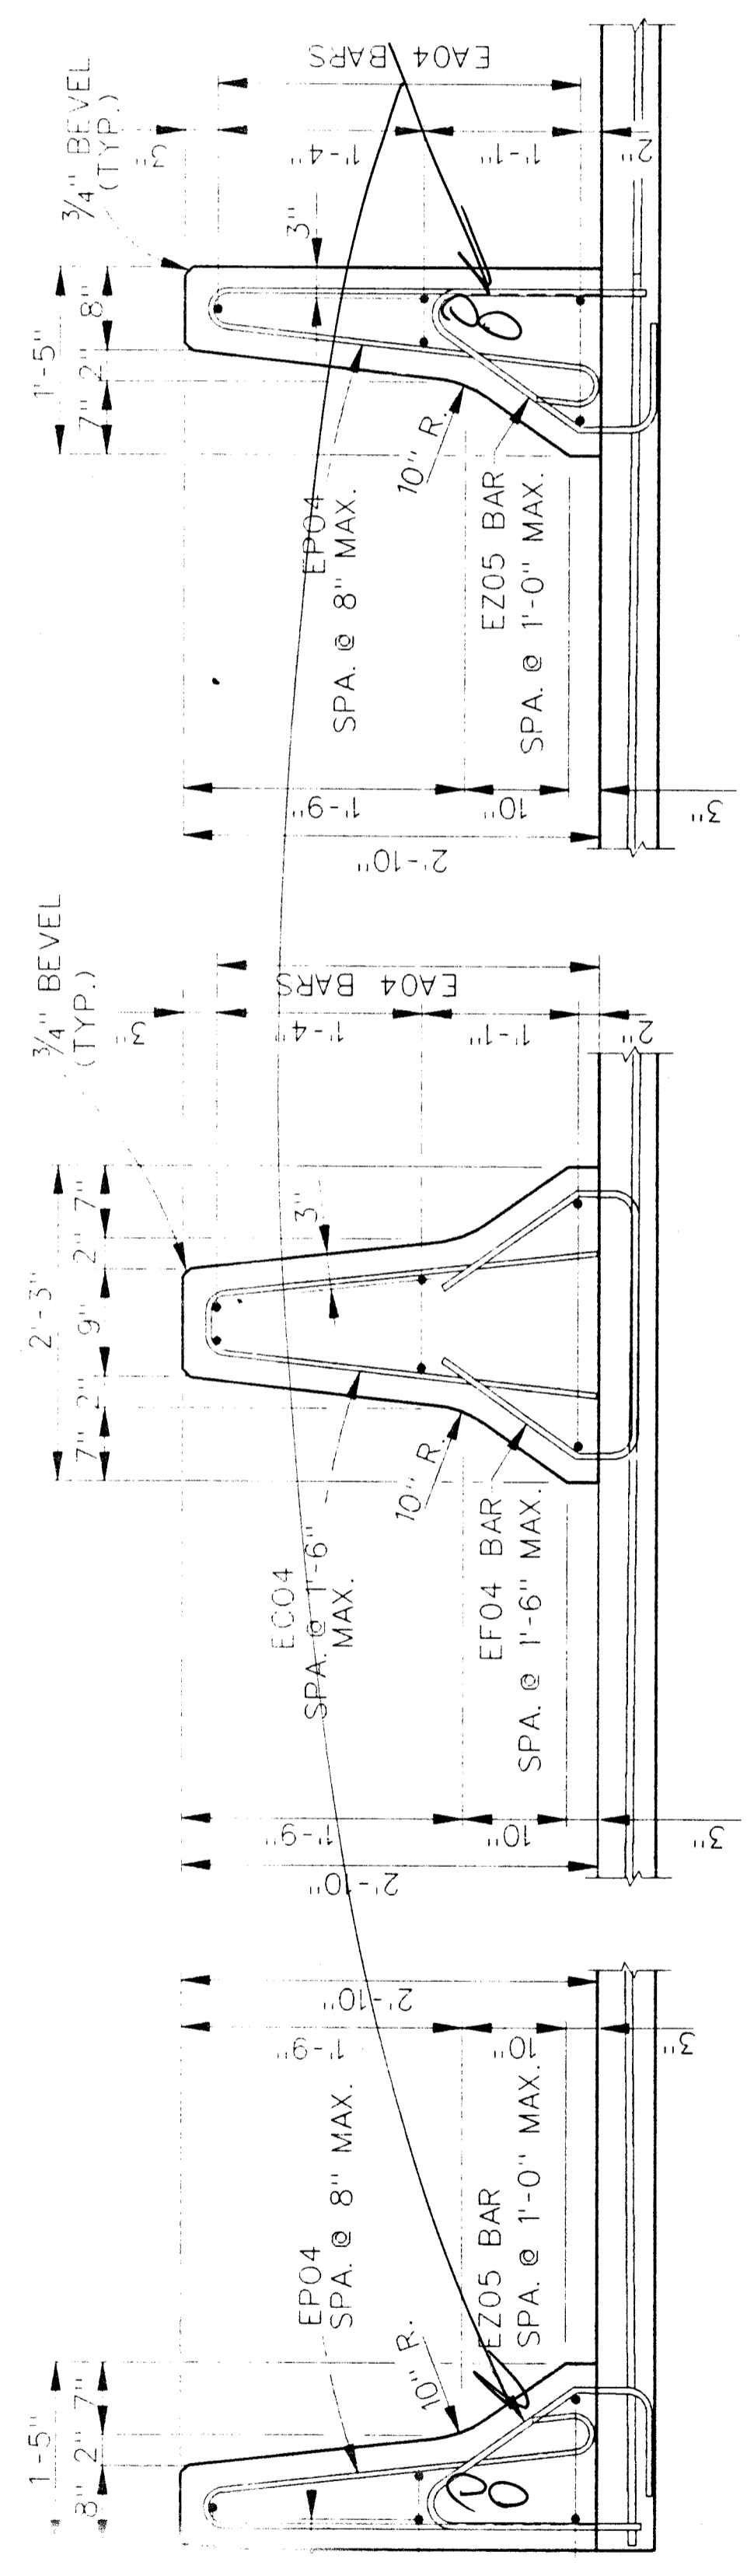 EA04 BARS
3/4" BEVEL
(TYP.)
3"
1'-4"
1'-1"
2"
3"
1'-5"
7" 2" 8"
10" R.
EP04
SPA. @ 8" MAX.
EZ05 BAR
SPA. @ 1'-0" MAX.
1'-9"
10"
3"
2'-10"
EA04 BARS
3/4" BEVEL
(TYP.)
3"
1'-4"
1'-1"
2"
3"
2'-3"
7" 2" 9" 2" 7"
10" R.
EC04
SPA. @ 1'-6"
MAX.
EF04 BAR
SPA. @ 1'-6" MAX.
1'-9"
10"
3"
2'-10"
2'-10"
1'-9"
10"
3"
EP04
SPA. @ 8" MAX.
EZ05 BAR
SPA. @ 1'-0" MAX.
10" R.
1-5"
8" 2" 7"